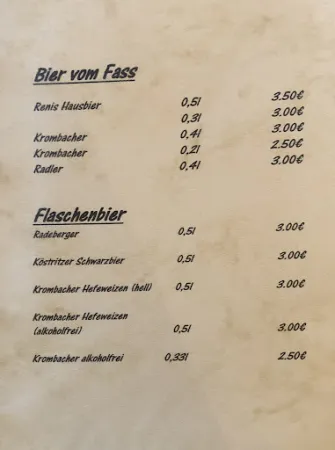 Bier vom Fass
Renis Hausbier 0,5l 3.50€
0,3l 3.00€
Krombacher 0,4l 3.00€
Krombacher 0,2l 2.50€
Radler 0,4l 3.00€
Flaschenbier
Radeberger 0,5l 3.00€
Köstritzer Schwarzbier 0,5l 3.00€
Krombacher Hefeweizen (hell) 0,5l 3.00€
Krombacher Hefeweizen
(alkoholfrei) 0,5l 3.00€
Krombacher alkoholfrei 0,33l 2.50€